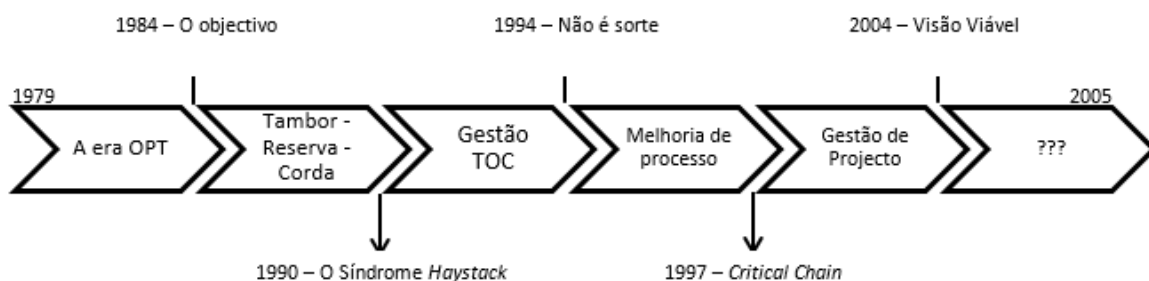 1984 – O objectivo
1994 – Não é sorte
2004 – Visão Viável
1979
2005
A era OPT
Tambor -
Reserva -
Corda
Gestão
TOC
Melhoria de
processo
Gestão de
Projecto
???
1990 – O Síndrome Haystack
1997 – Critical Chain